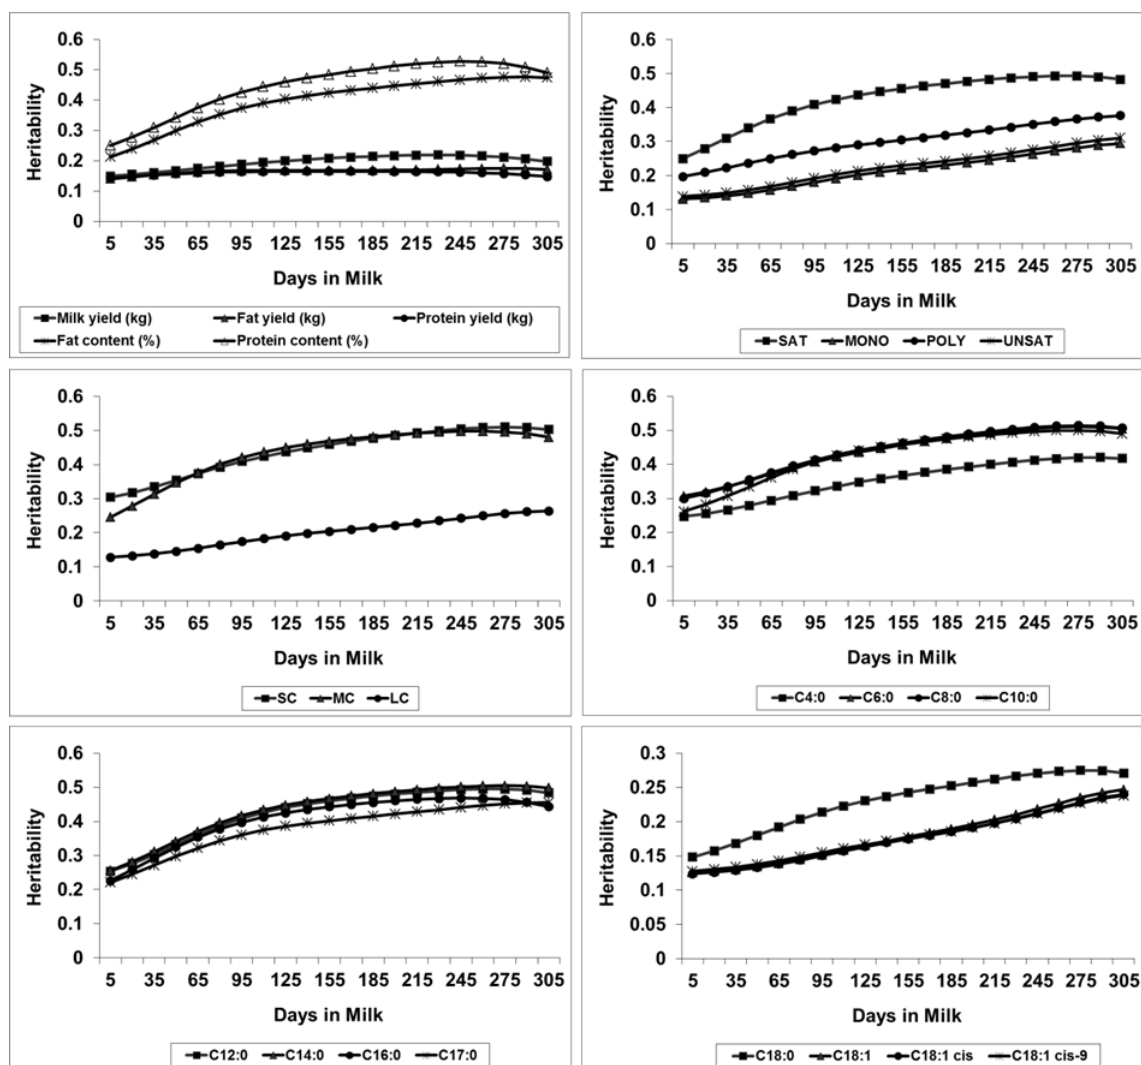 0.6
0.5
0.4
0.3
0.2
0.1
0
Heritability
5 35 65 95 125 155 185 215 245 275 305
Days in Milk
Milk yield (kg) Fat yield (kg) Protein yield (kg)
Fat content (%) Protein content (%)
0.6
0.5
0.4
0.3
0.2
0.1
0
Heritability
5 35 65 95 125 155 185 215 245 275 305
Days in Milk
SAT MONO POLY UNSAT
0.6
0.5
0.4
0.3
0.2
0.1
0
Heritability
5 35 65 95 125 155 185 215 245 275 305
Days in Milk
SC MC LC
0.6
0.5
0.4
0.3
0.2
0.1
0
Heritability
5 35 65 95 125 155 185 215 245 275 305
Days in Milk
C4:0 C6:0 C8:0 C10:0
0.6
0.5
0.4
0.3
0.2
0.1
0
Heritability
5 35 65 95 125 155 185 215 245 275 305
Days in Milk
C12:0 C14:0 C16:0 C17:0
0.3
0.25
0.2
0.15
0.1
0.05
0
Heritability
5 35 65 95 125 155 185 215 245 275 305
Days in Milk
C18:0 C18:1 C18:1 cis C18:1 cis-9